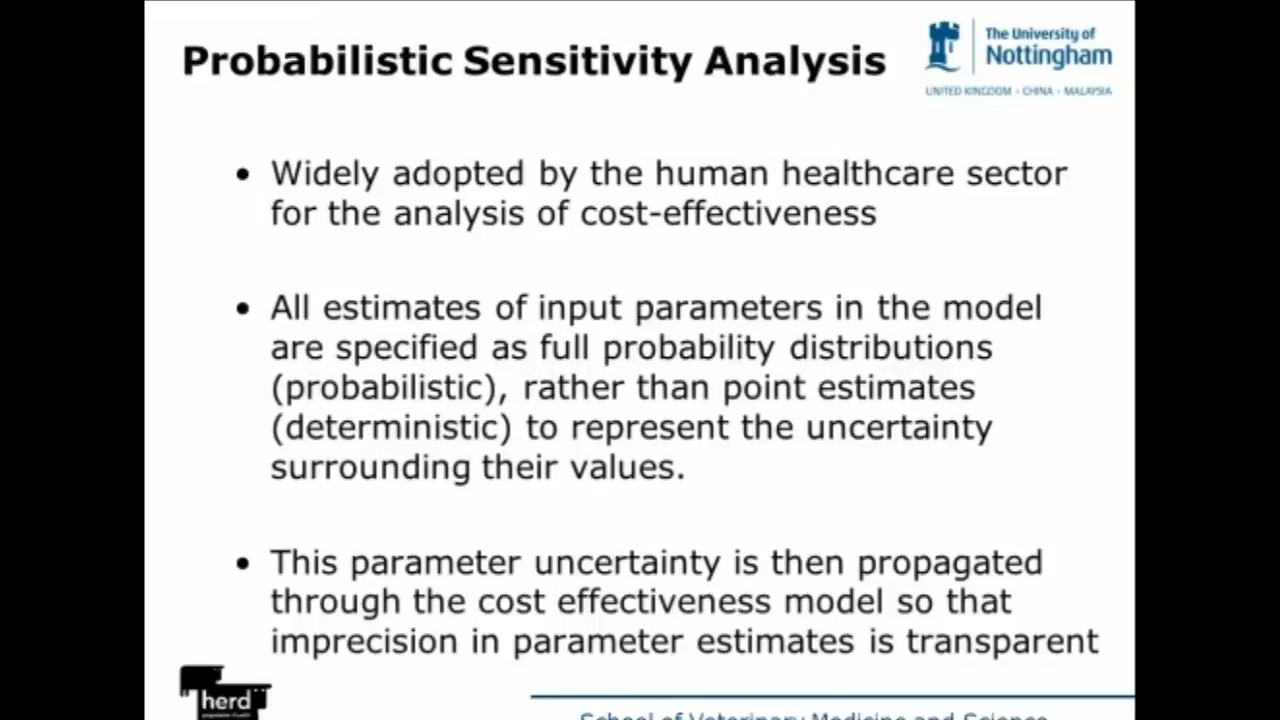 Probabilistic Sensitivity Analysis
The University of
Nottingham
UNITED KINGDOM • CHINA • MALAYSIA
• Widely adopted by the human healthcare sector
for the analysis of cost-effectiveness
• All estimates of input parameters in the model
are specified as full probability distributions
(probabilistic), rather than point estimates
(deterministic) to represent the uncertainty
surrounding their values.
• This parameter uncertainty is then propagated
through the cost effectiveness model so that
imprecision in parameter estimates is transparent
"herd"
School of Veterinary Medicine and Science